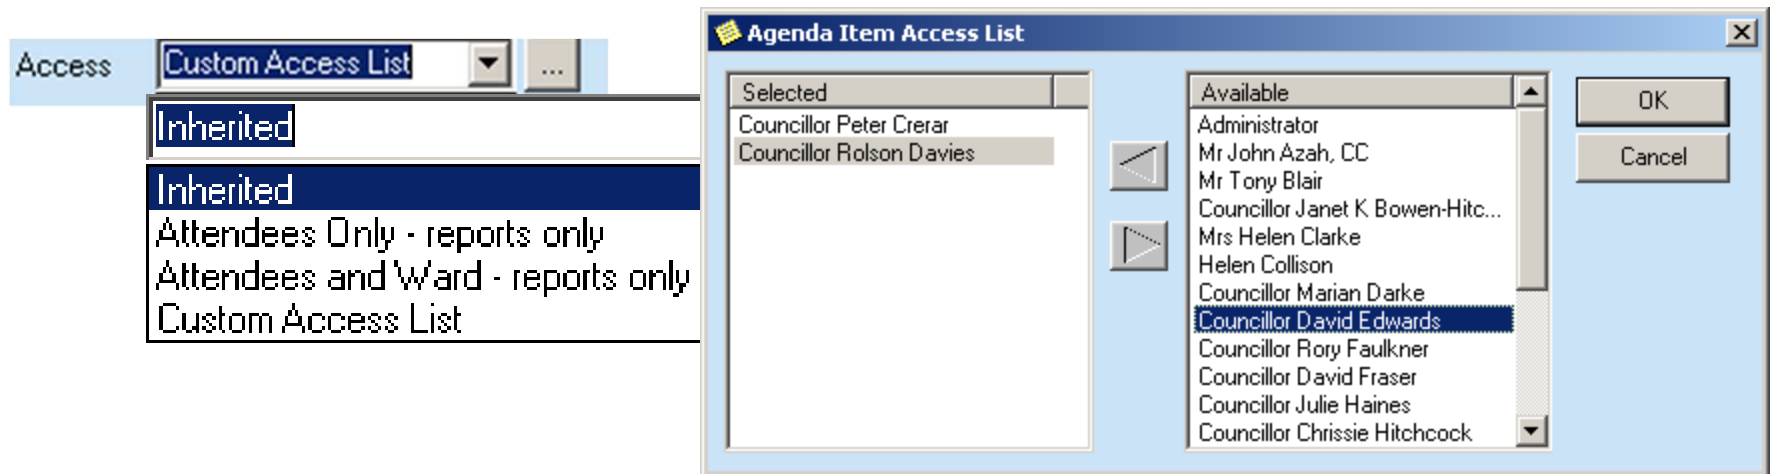 Access
Custom Access List
...
Inherited
Inherited
Attendees Only - reports only
Attendees and Ward - reports only
Custom Access List
Agenda Item Access List
Selected
Councillor Peter Crerar
Councillor Rolson Davies
Available
Administrator
Mr John Azah, CC
Mr Tony Blair
Councillor Janet K Bowen-Hitc...
Mrs Helen Clarke
Helen Collison
Councillor Marian Darke
Councillor David Edwards
Councillor Rory Faulkner
Councillor David Fraser
Councillor Julie Haines
Councillor Chrissie Hitchcock
OK
Cancel